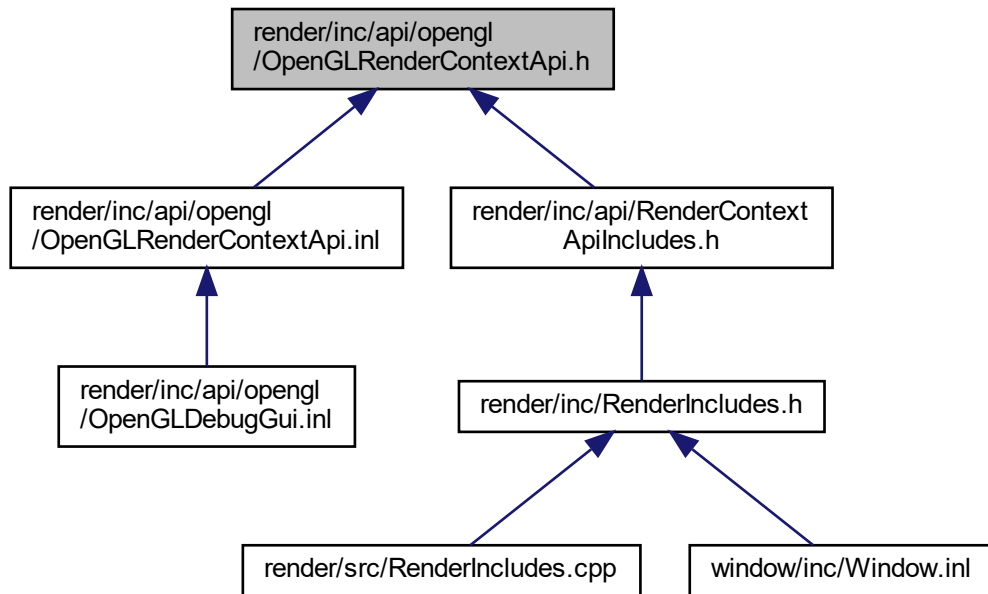 render/inc/api/opengl
/OpenGLRenderContextApi.h
render/inc/api/opengl
/OpenGLRenderContextApi.inl
render/inc/api/RenderContext
ApiIncludes.h
render/inc/api/opengl
/OpenGLDebugGui.inl
render/inc/RenderIncludes.h
render/src/RenderIncludes.cpp
window/inc/Window.inl